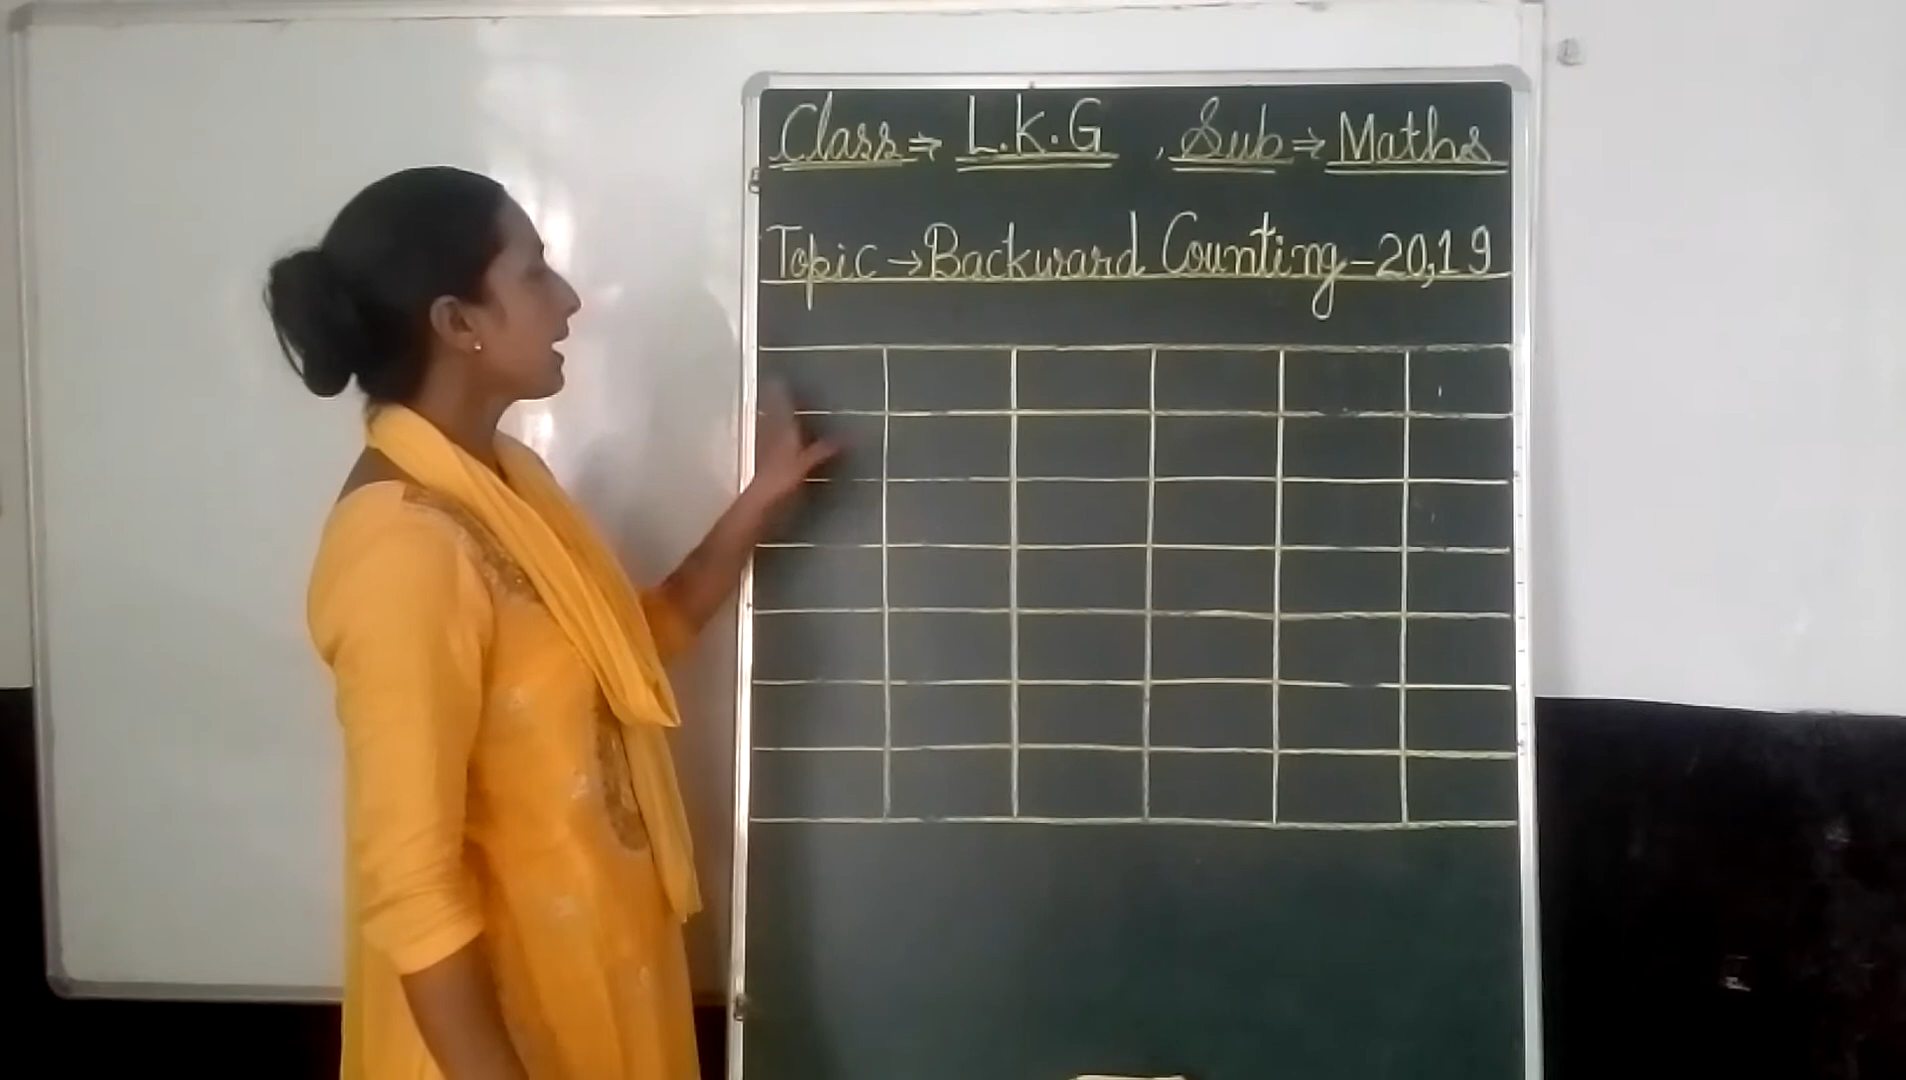 Class ⇒ L.K.G , Sub ⇒ Maths
Topic → Backward Counting - 20,19